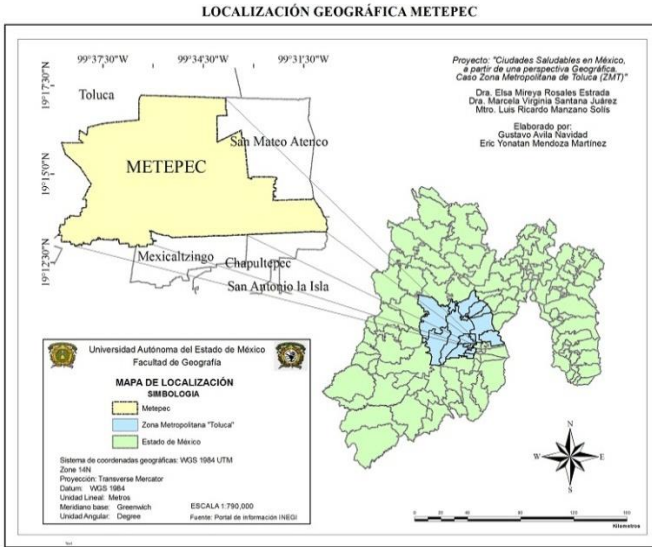 LOCALIZACIÓN GEOGRÁFICA METEPEC
99°37'30"W
99°34'30"W
99°31'30"W
19°17'30"N
19°15'0"N
19°12'30"N
Toluca
San Mateo Atenco
METEPEC
Mexicaltzingo
Chapultepec
San Antonio la Isla
Proyecto: "Ciudades Saludables en México,
a partir de una perspectiva Geográfica.
Caso Zona Metropolitana de Toluca (ZMT)"
Dra. Elsa Mireya Rosales Estrada
Dra. Marcela Virginia Santana Juárez
Mtro. Luis Ricardo Manzano Solís
Elaborado por:
Gustavo Avila Navidad
Eric Yonatan Mendoza Martínez
Universidad Autónoma del Estado de México
Facultad de Geografía
MAPA DE LOCALIZACIÓN
SIMBOLOGIA
Metepec
Zona Metropolitana "Toluca"
Estado de México
Sistema de coordenadas geográficas: WGS 1984 UTM
Zone 14N
Proyección: Transverse Mercator
Datum: WGS 1984
Unidad Lineal: Metros
Meridiano base: Greenwich
Unidad Angular: Degree
ESCALA 1:790,000
Fuente: Portal de información INEGI
N
W
E
S
Kilometros